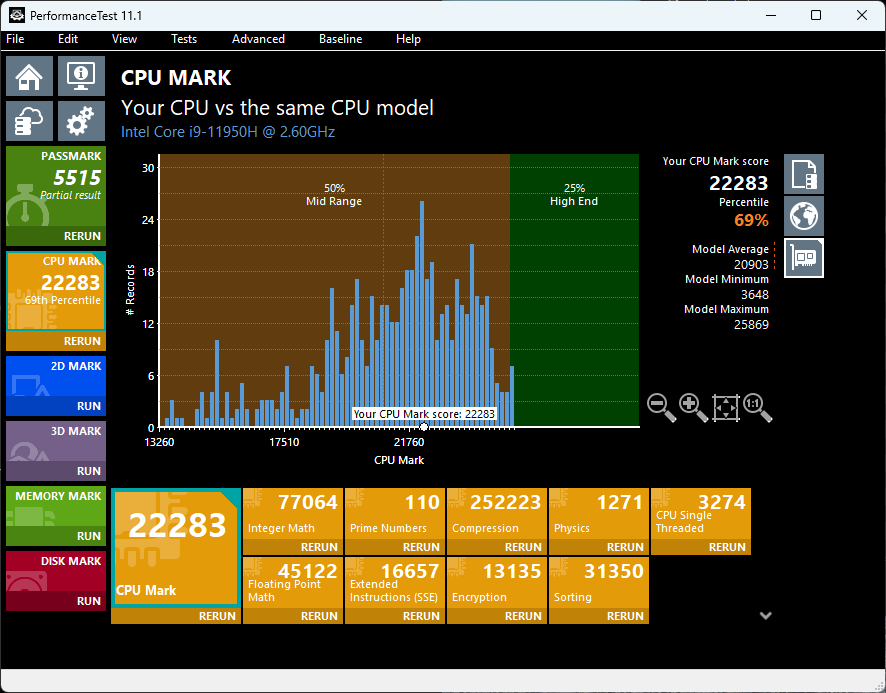 PerformanceTest 11.1
File Edit View Tests Advanced Baseline Help
CPU MARK
Your CPU vs the same CPU model
Intel Core i9-11950H @ 2.60GHz
PASSMARK
5515
Partial result
RERUN
CPU MARK
22283
69th Percentile
RERUN
2D MARK
RUN
3D MARK
RUN
MEMORY MARK
RUN
DISK MARK
RUN
# Records
30
24
18
12
6
0
50%
Mid Range
25%
High End
Your CPU Mark score: 22283
13260 17510 21760
CPU Mark
Your CPU Mark score
22283
Percentile
69%
Model Average
20903
Model Minimum
3648
Model Maximum
25869
1:1
22283
CPU Mark
RERUN
77064
Integer Math
RERUN
110
Prime Numbers
RERUN
252223
Compression
RERUN
1271
Physics
RERUN
3274
CPU Single
Threaded
RERUN
45122
Floating Point
Math
RERUN
16657
Extended
Instructions (SSE)
RERUN
13135
Encryption
RERUN
31350
Sorting
RERUN